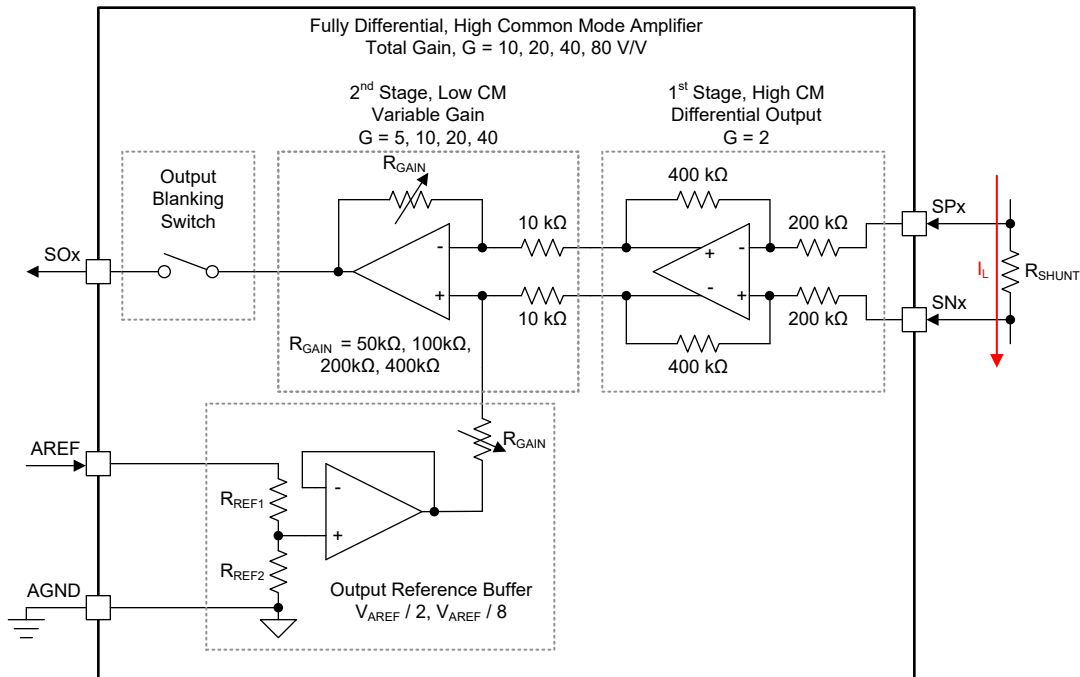 Fully Differential, High Common Mode Amplifier
Total Gain, G = 10, 20, 40, 80 V/V
2nd Stage, Low CM
Variable Gain
G = 5, 10, 20, 40
1st Stage, High CM
Differential Output
G = 2
Output
Blanking
Switch
RGAIN
400 kΩ
10 kΩ
200 kΩ
SPx
SOx
-
+
+
-
-
+
IL
RSHUNT
SNx
10 kΩ
200 kΩ
400 kΩ
RGAIN = 50kΩ, 100kΩ,
200kΩ, 400kΩ
AREF
RGAIN
RREF1
-
+
RREF2
AGND
Output Reference Buffer
VAREF / 2, VAREF / 8